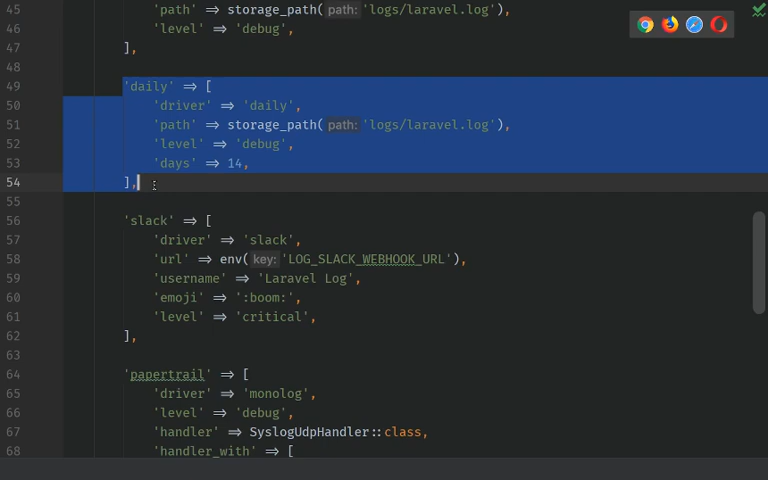 45 'path' => storage_path( path: 'logs/laravel.log'),
46 'level' => 'debug',
47 ],
48
49 'daily' => [
50 'driver' => 'daily',
51 'path' => storage_path( path: 'logs/laravel.log'),
52 'level' => 'debug',
53 'days' => 14,
54 ],
55
56 'slack' => [
57 'driver' => 'slack',
58 'url' => env( key: 'LOG_SLACK_WEBHOOK_URL'),
59 'username' => 'Laravel Log',
60 'emoji' => ':boom:',
61 'level' => 'critical',
62 ],
63
64 'papertrail' => [
65 'driver' => 'monolog',
66 'level' => 'debug',
67 'handler' => SyslogUdpHandler::class,
68 'handler_with' => [